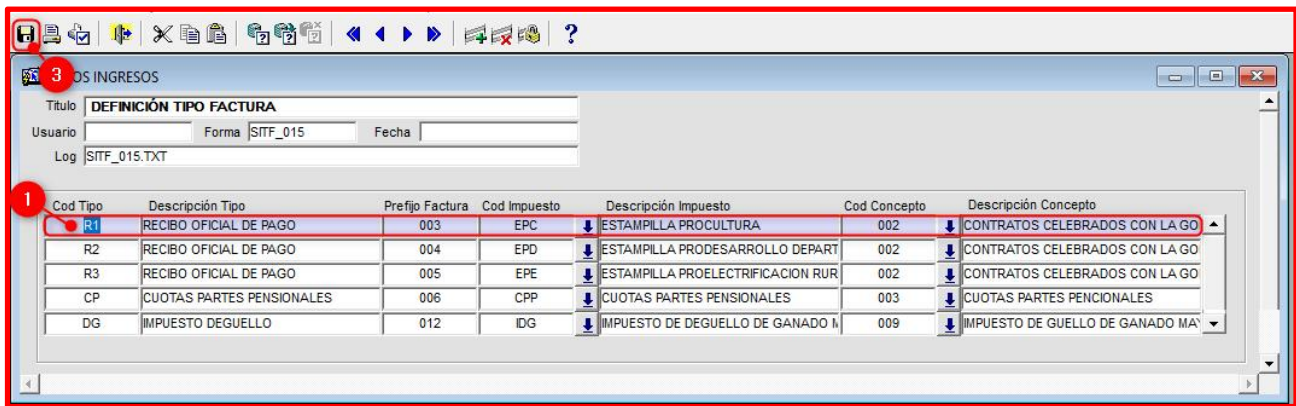 ?
3
OS INGRESOS
Titulo DEFINICIÓN TIPO FACTURA
Usuario Forma SITF_015 Fecha
Log SITF_015.TXT
1
Cod Tipo Descripción Tipo Prefijo Factura Cod Impuesto Descripción Impuesto Cod Concepto Descripción Concepto
R1 RECIBO OFICIAL DE PAGO 003 EPC ESTAMPILLA PROCULTURA 002 CONTRATOS CELEBRADOS CON LA GO
R2 RECIBO OFICIAL DE PAGO 004 EPD ESTAMPILLA PRODESARROLLO DEPART 002 CONTRATOS CELEBRADOS CON LA GO
R3 RECIBO OFICIAL DE PAGO 005 EPE ESTAMPILLA PROELECTRIFICACION RUR 002 CONTRATOS CELEBRADOS CON LA GO
CP CUOTAS PARTES PENSIONALES 006 CPP CUOTAS PARTES PENSIONALES 003 CUOTAS PARTES PENCIONALES
DG IMPUESTO DEGUELLO 012 IDG IMPUESTO DE DEGUELLO DE GANADO M 009 IMPUESTO DE GUELLO DE GANADO MAY